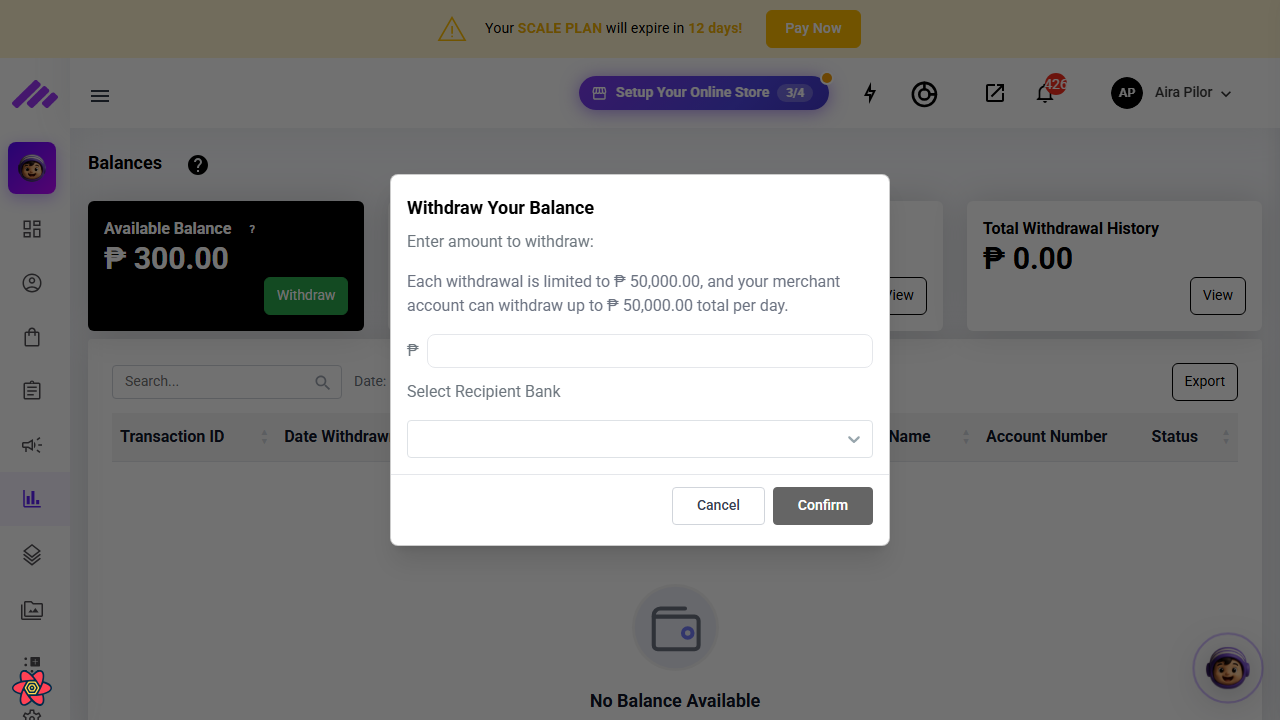 Your SCALE PLAN will expire in 12 days!
Pay Now
Setup Your Online Store 3/4
426
AP
Aira Pilor
Balances
?
Available Balance ?
₱ 300.00
Withdraw
View
Total Withdrawal History
₱ 0.00
View
Withdraw Your Balance
Enter amount to withdraw:
Each withdrawal is limited to ₱ 50,000.00, and your merchant
account can withdraw up to ₱ 50,000.00 total per day.
₱
Select Recipient Bank
Cancel
Confirm
Search...
Date:
Export
Transaction ID
Date Withdraw
Name
Account Number
Status
No Balance Available